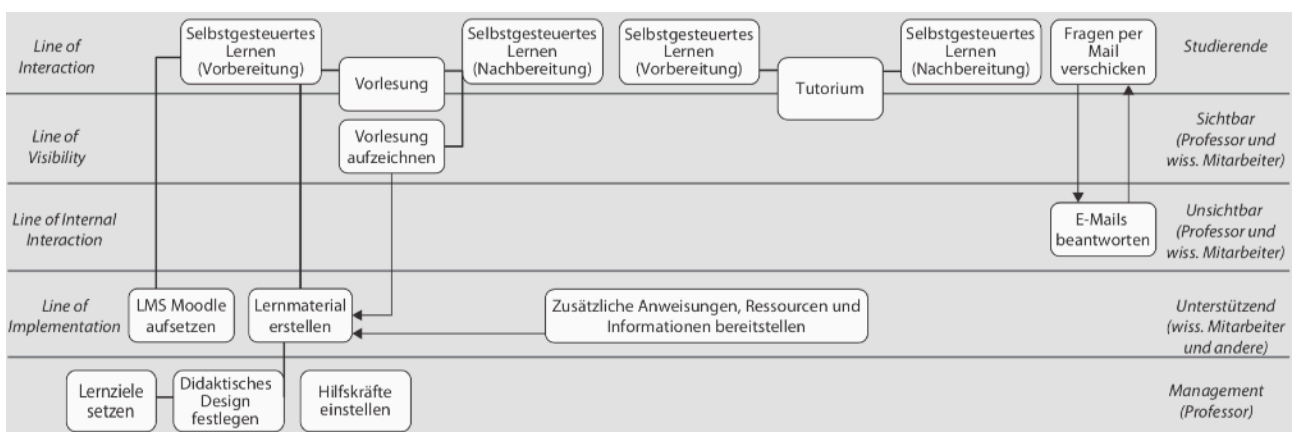 Line of
Interaction
Selbstgesteuertes
Lernen
(Vorbereitung)
Vorlesung
Selbstgesteuertes
Lernen
(Nachbereitung)
Selbstgesteuertes
Lernen
(Vorbereitung)
Tutorium
Selbstgesteuertes
Lernen
(Nachbereitung)
Fragen per
Mail
verschicken
Studierende
Line of
Visibility
Vorlesung
aufzeichnen
Sichtbar
(Professor und
wiss. Mitarbeiter)
Line of Internal
Interaction
E-Mails
beantworten
Unsichtbar
(Professor und
wiss. Mitarbeiter)
Line of
Implementation
LMS Moodle
aufsetzen
Lernmaterial
erstellen
Zusätzliche Anweisungen, Ressourcen und
Informationen bereitstellen
Unterstützend
(wiss. Mitarbeiter
und andere)
Lernziele
setzen
Didaktisches
Design
festlegen
Hilfskräfte
einstellen
Management
(Professor)